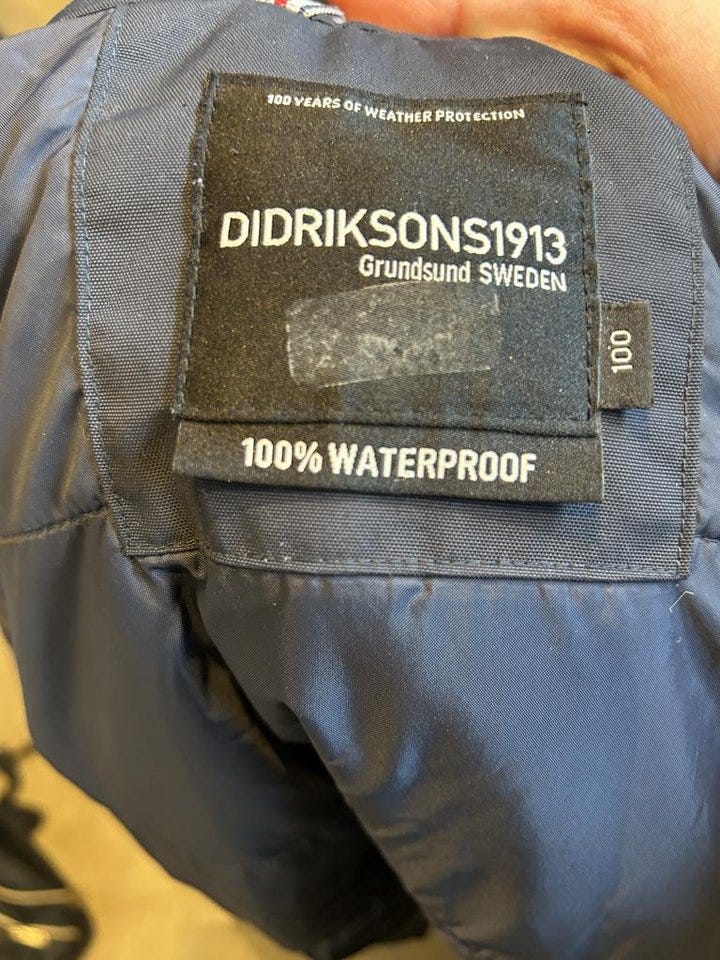 100 YEARS OF WEATHER PROTECTION
DIDRIKSONS1913
Grundsund SWEDEN
100
100% WATERPROOF